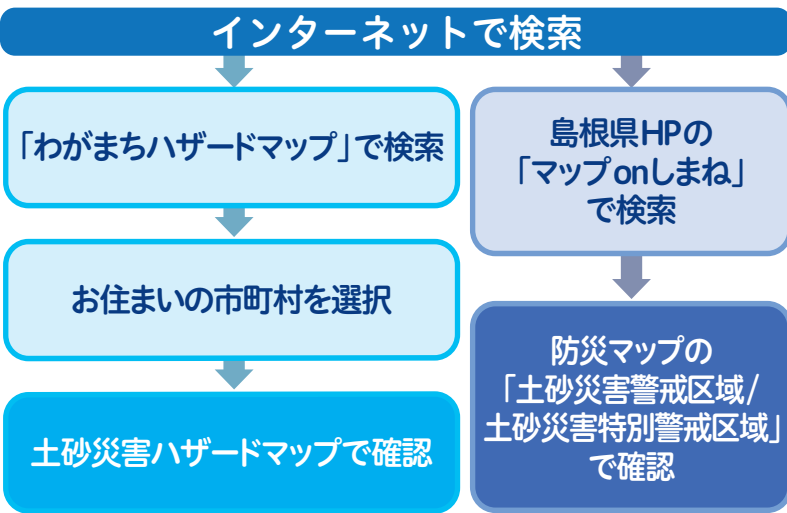 インターネットで検索
「わがまちハザードマップ」で検索
お住まいの市町村を選択
土砂災害ハザードマップで確認
島根県HPの
「マップonしまね」
で検索
防災マップの
「土砂災害警戒区域/
土砂災害特別警戒区域」
で確認